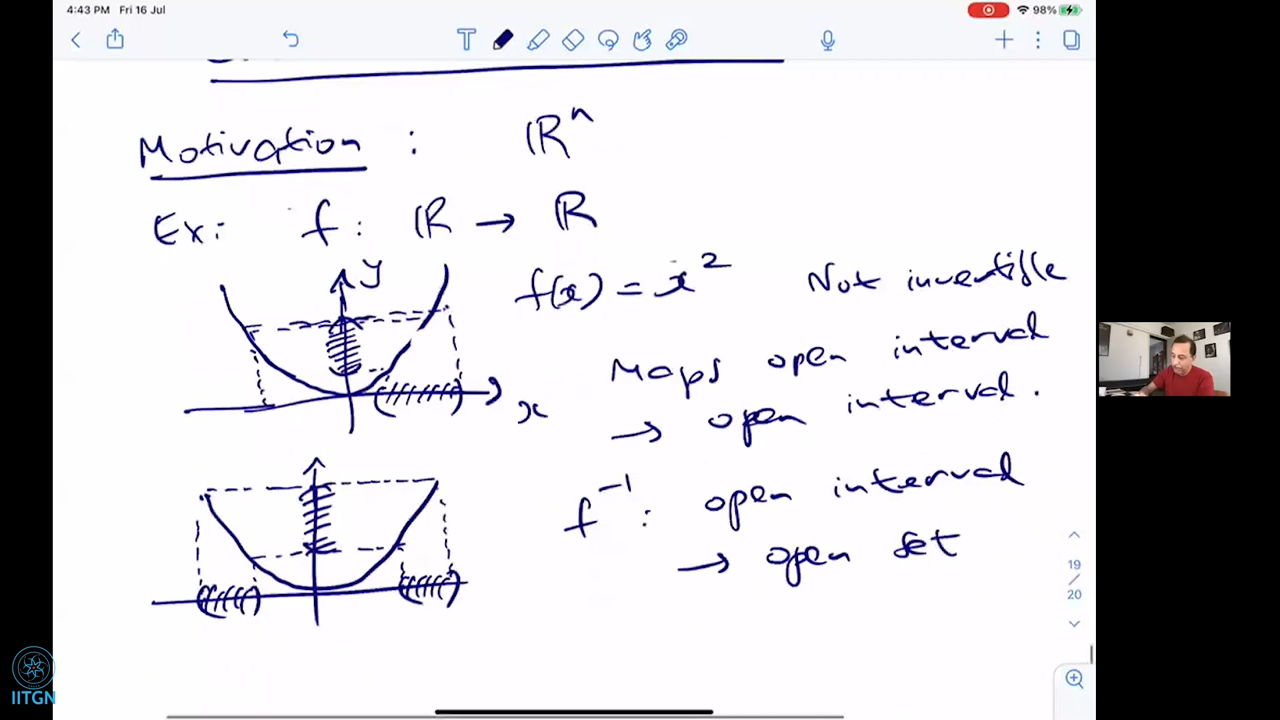 4:43 PM Fri 16 Jul
98%
Motivation : ℝⁿ
Ex: f : ℝ → ℝ
y
f(x) = x² Not invertible
Maps open interval
→ open interval.
x
f⁻¹ : open interval
→ open set
19
/
20
IITGN